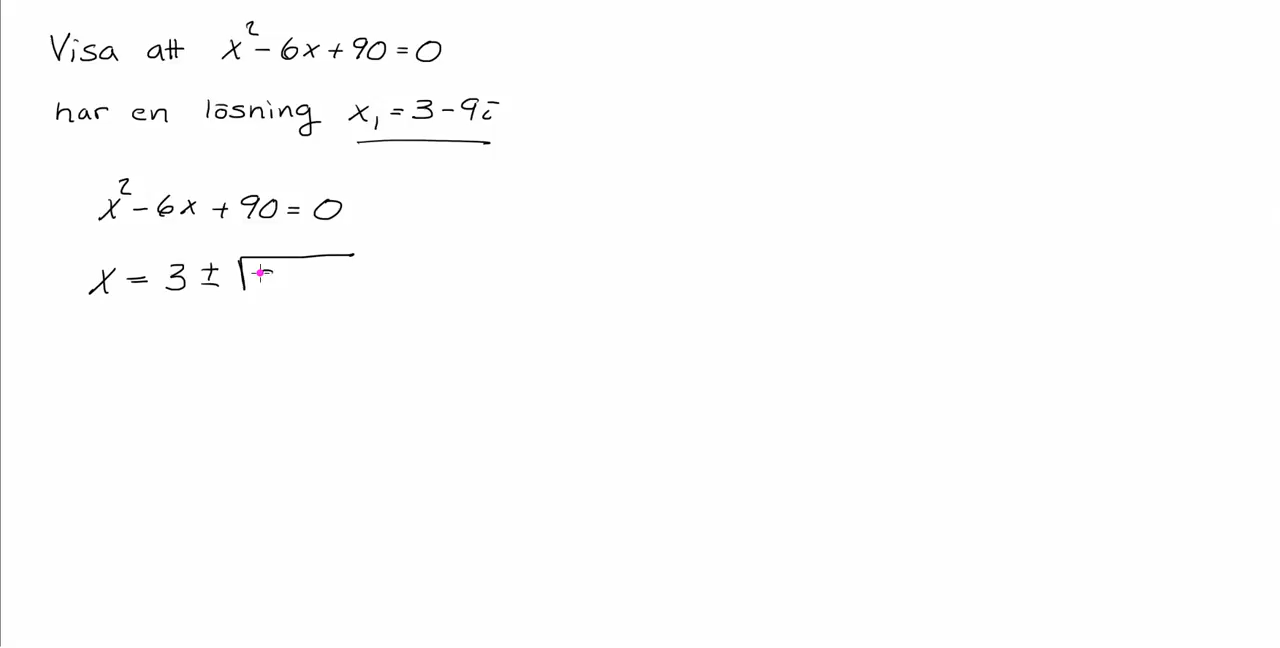 Visa att x² - 6x + 90 = 0
har en lösning x₁ = 3 - 9i
x² - 6x + 90 = 0
x = 3 ± √